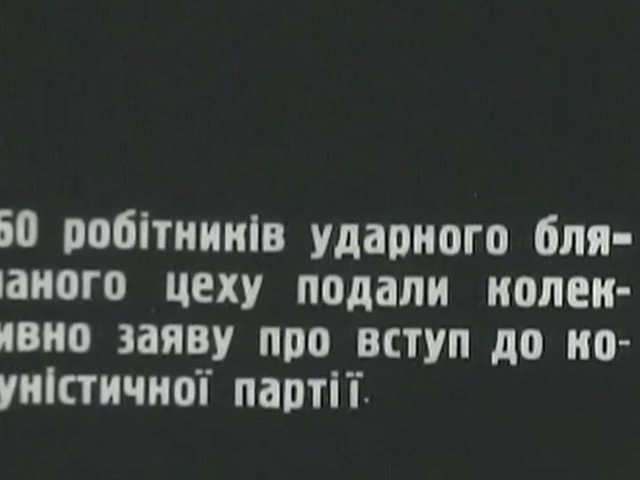 60 робітників ударного бля-
аного цеху подали колек-
ивно заяву про вступ до ко-
уністичної партії.